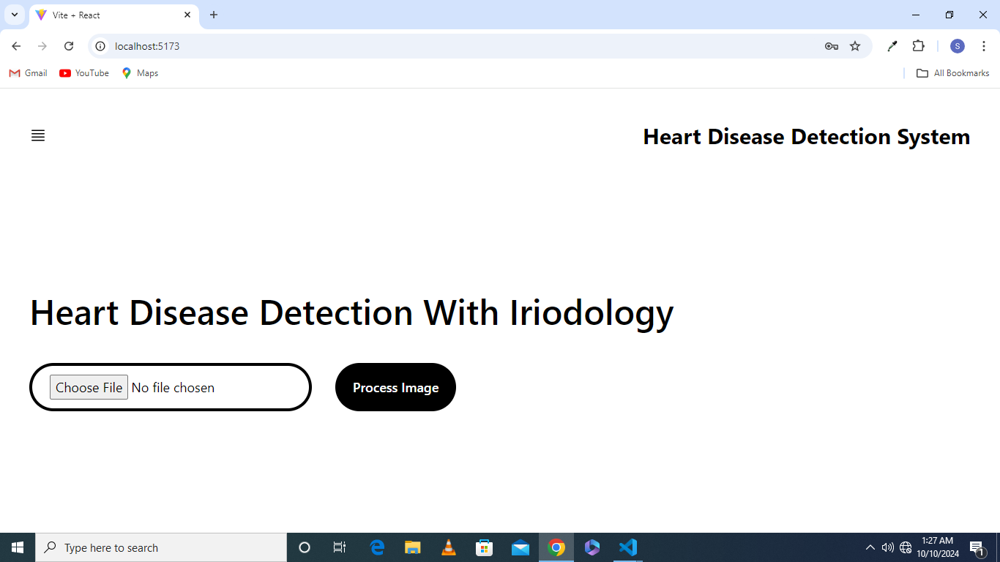 Vite + React
localhost:5173
S
Gmail
YouTube
Maps
All Bookmarks
Heart Disease Detection System
Heart Disease Detection With Iriodology
Choose File No file chosen
Process Image
Type here to search
1:27 AM
10/10/2024
1